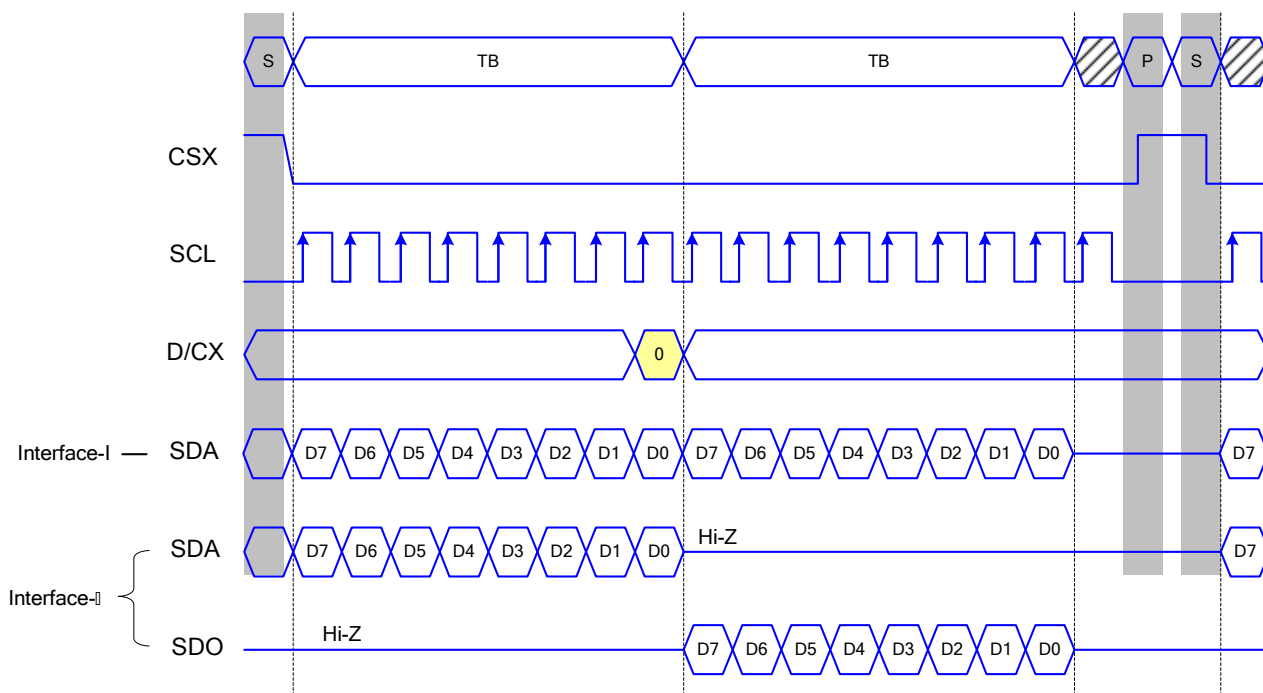 S TB TB P S
CSX
SCL
D/CX 0
Interface-I SDA D7 D6 D5 D4 D3 D2 D1 D0 D7 D6 D5 D4 D3 D2 D1 D0 D7
SDA D7 D6 D5 D4 D3 D2 D1 D0 Hi-Z D7
Interface-▯
SDO Hi-Z D7 D6 D5 D4 D3 D2 D1 D0